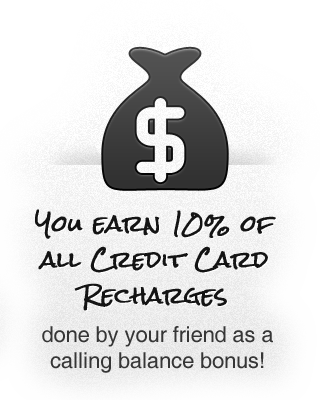 $
You earn 10% of
all Credit Card
Recharges
done by your friend as a
calling balance bonus!